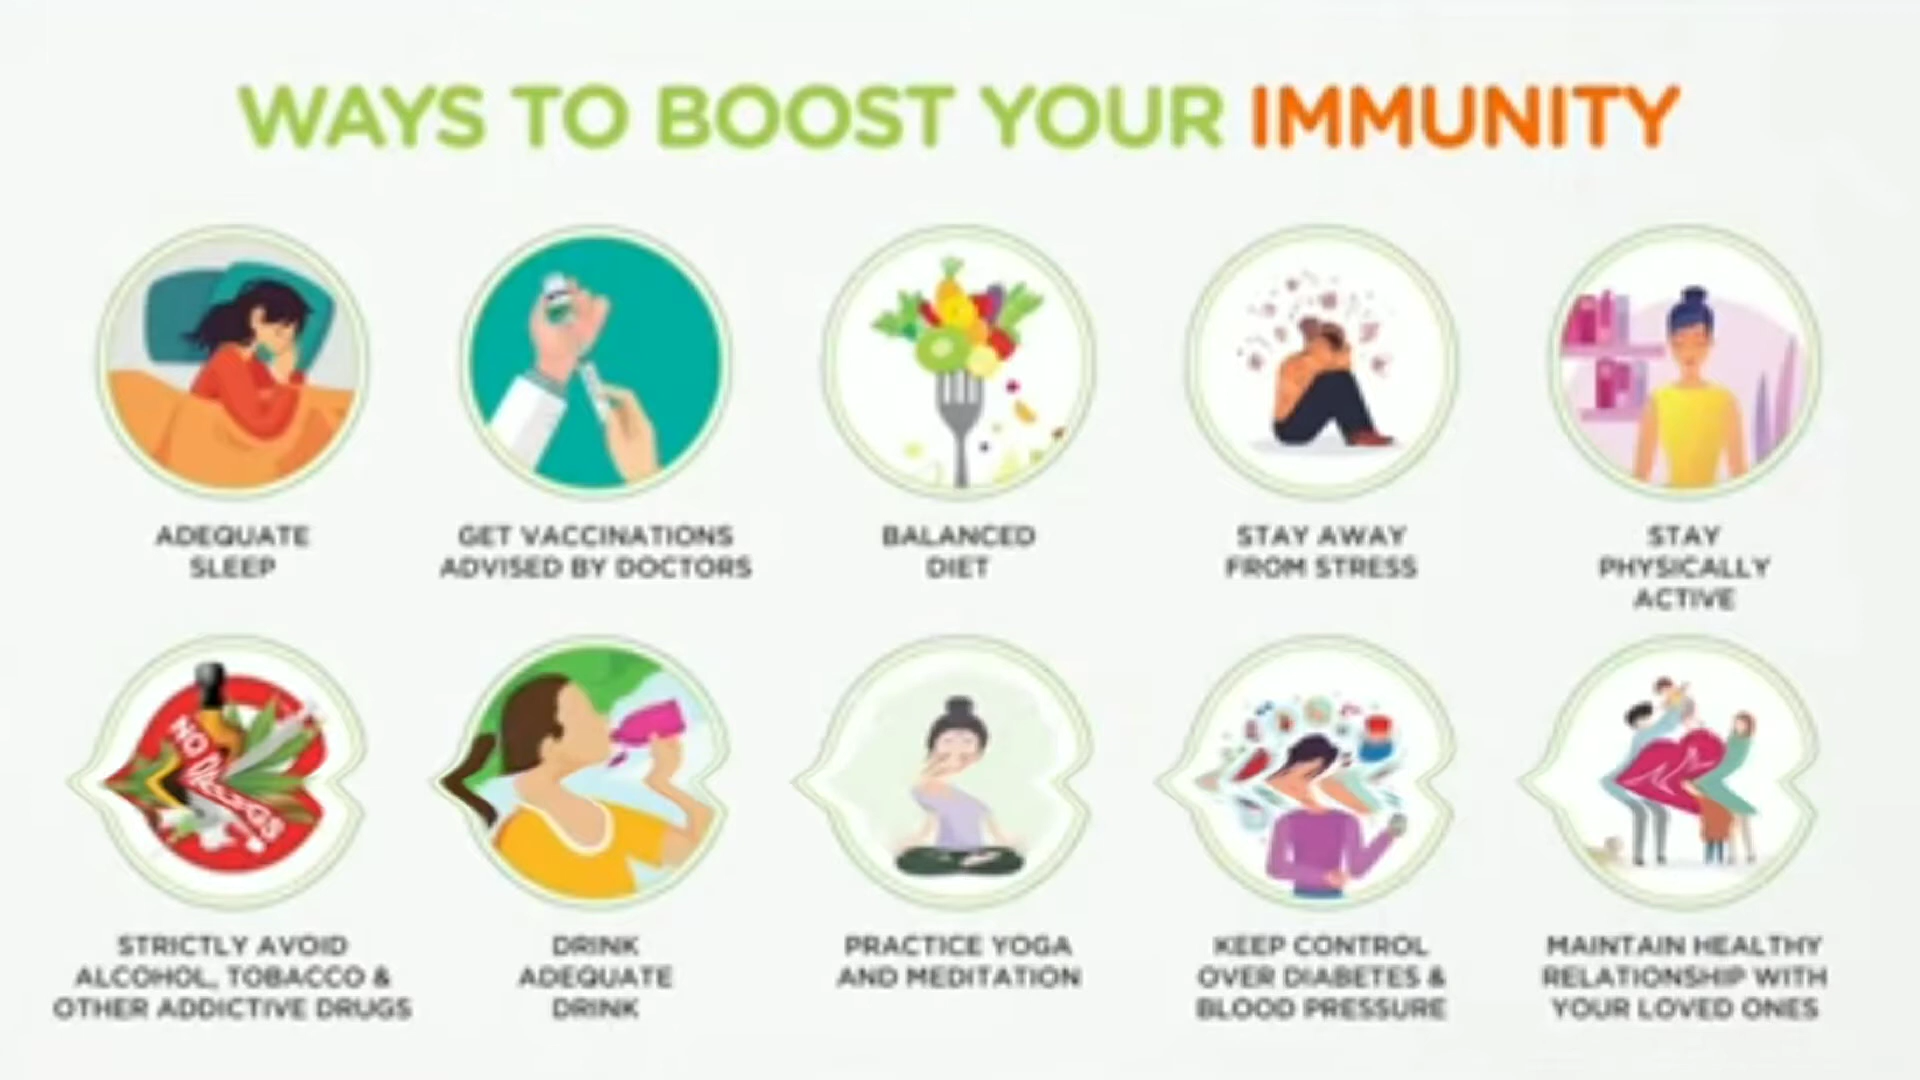 WAYS TO BOOST YOUR IMMUNITY
ADEQUATE
SLEEP
GET VACCINATIONS
ADVISED BY DOCTORS
BALANCED
DIET
STAY AWAY
FROM STRESS
STAY
PHYSICALLY
ACTIVE
NO DRUGS
STRICTLY AVOID
ALCOHOL, TOBACCO &
OTHER ADDICTIVE DRUGS
DRINK
ADEQUATE
DRINK
PRACTICE YOGA
AND MEDITATION
KEEP CONTROL
OVER DIABETES &
BLOOD PRESSURE
MAINTAIN HEALTHY
RELATIONSHIP WITH
YOUR LOVED ONES